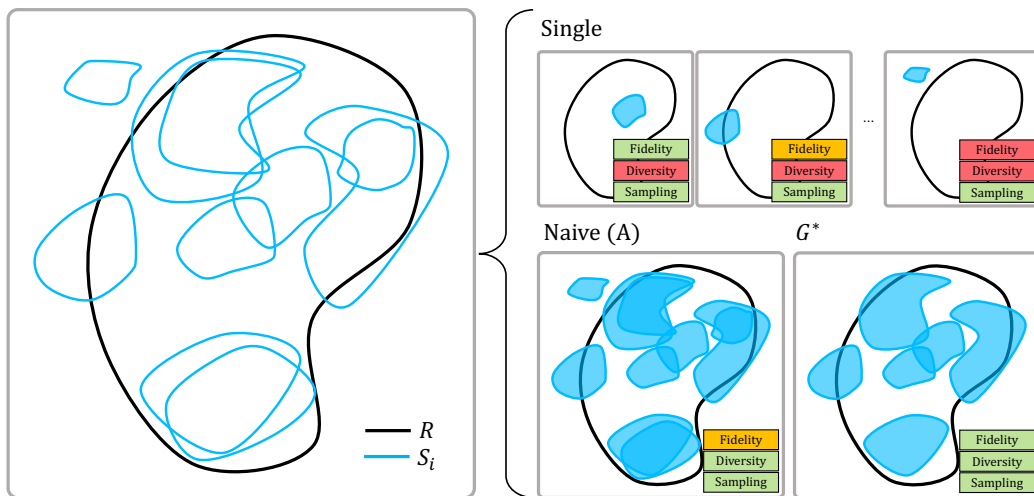 Single
Fidelity
Diversity
Sampling
Fidelity
Diversity
Sampling
...
Fidelity
Diversity
Sampling
Naive (A)
G*
Fidelity
Diversity
Sampling
Fidelity
Diversity
Sampling
R
S_i